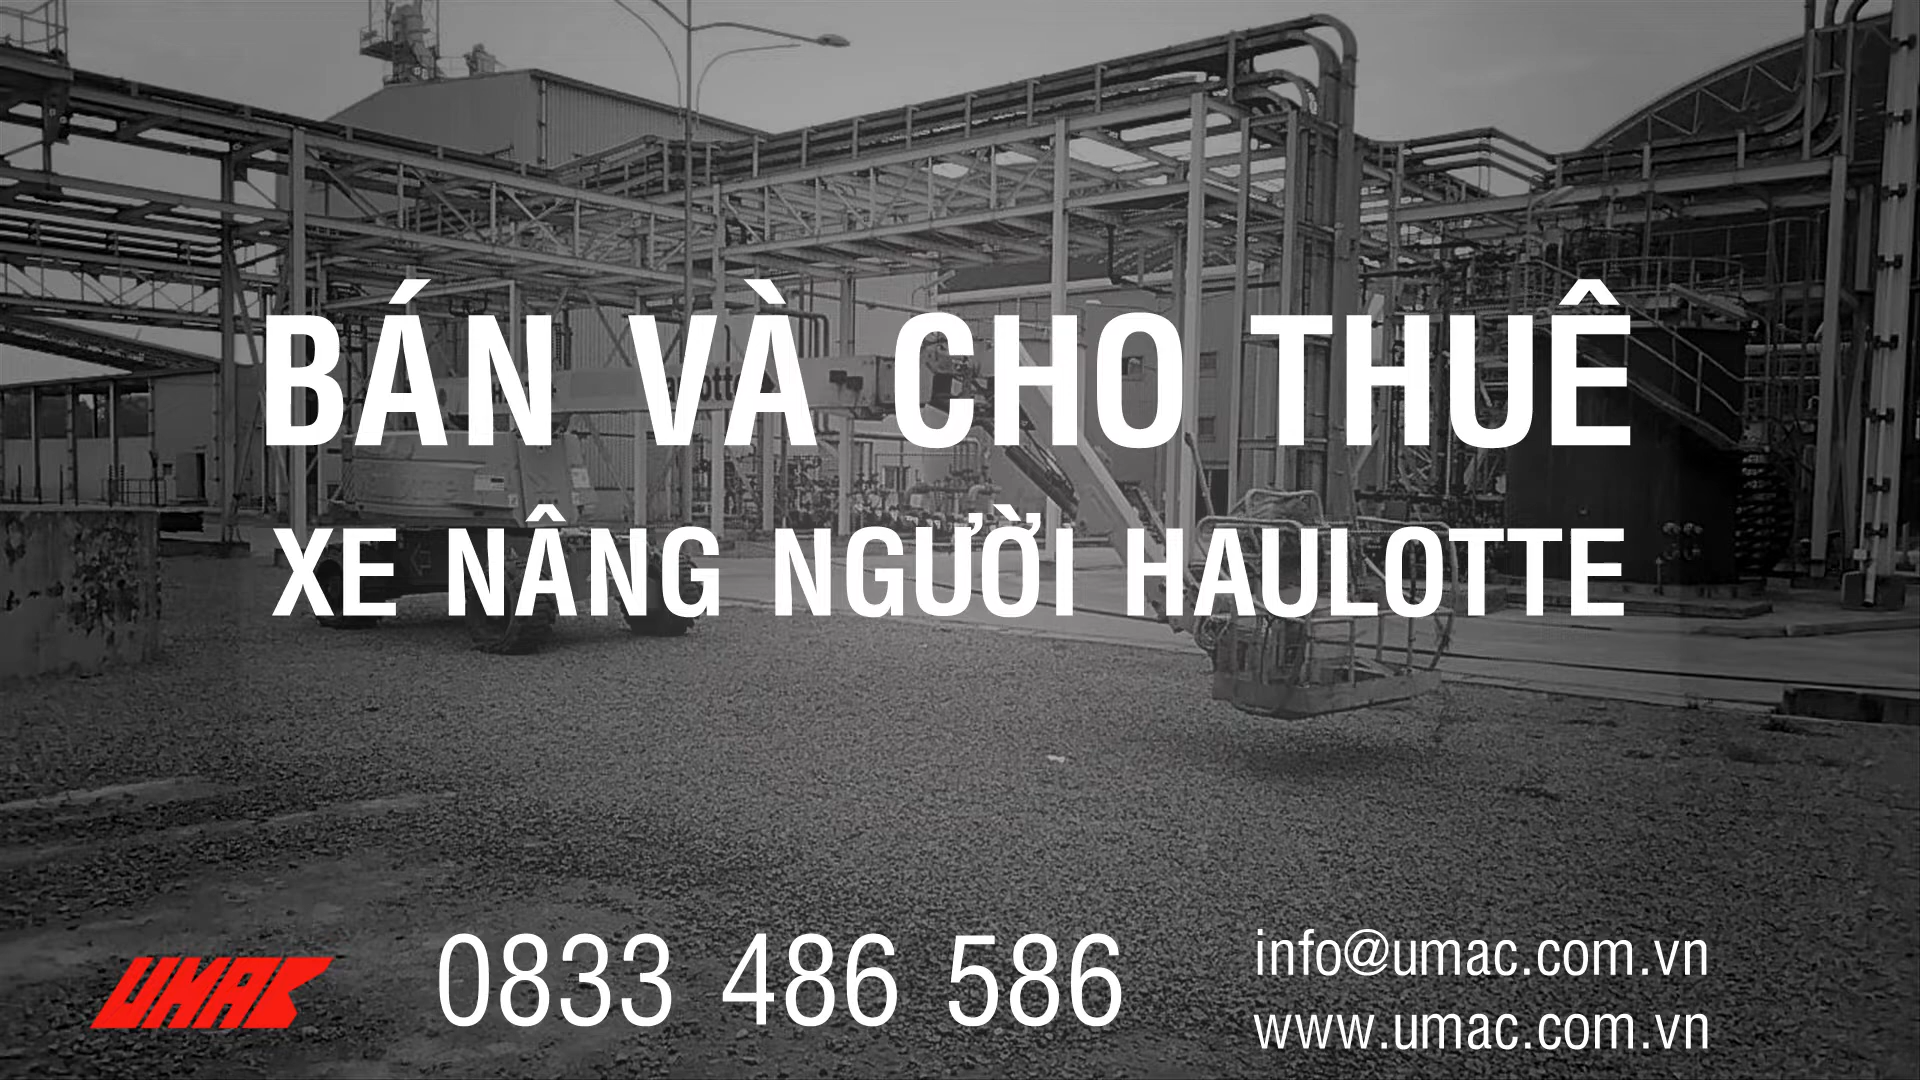 BÁN VÀ CHO THUÊ
XE NÂNG NGƯỜI HAULOTTE
UMAC
0833 486 586
info@umac.com.vn
www.umac.com.vn